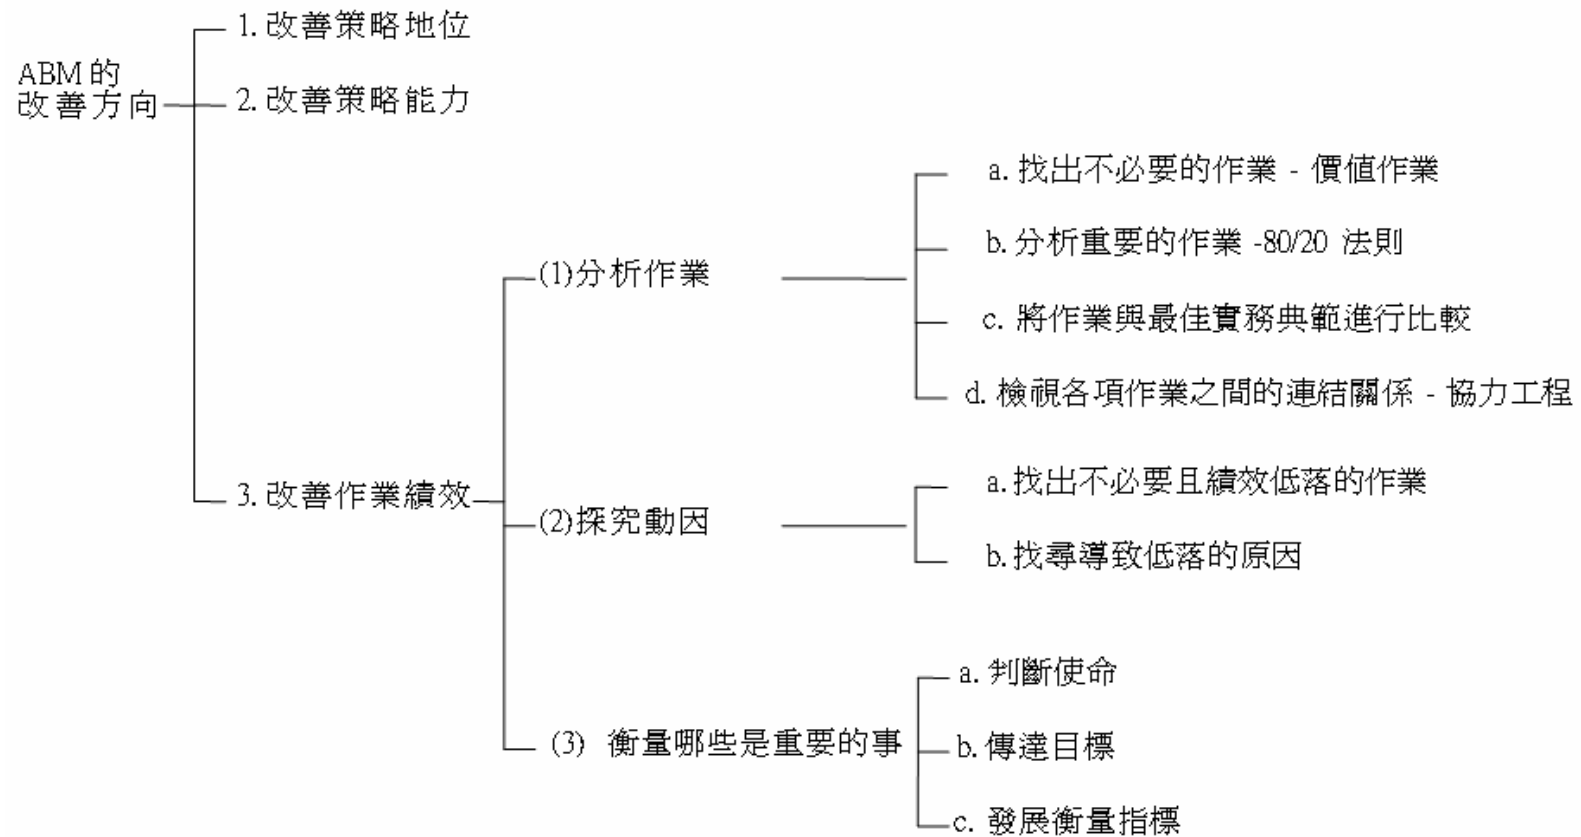 ABM 的
改善方向
1. 改善策略地位
2. 改善策略能力
3. 改善作業績效
(1)分析作業
a. 找出不必要的作業 - 價值作業
b. 分析重要的作業 -80/20 法則
c. 將作業與最佳實務典範進行比較
d. 檢視各項作業之間的連結關係 - 協力工程
(2)探究動因
a. 找出不必要且績效低落的作業
b. 找尋導致低落的原因
(3) 衡量哪些是重要的事
a. 判斷使命
b. 傳達目標
c. 發展衡量指標